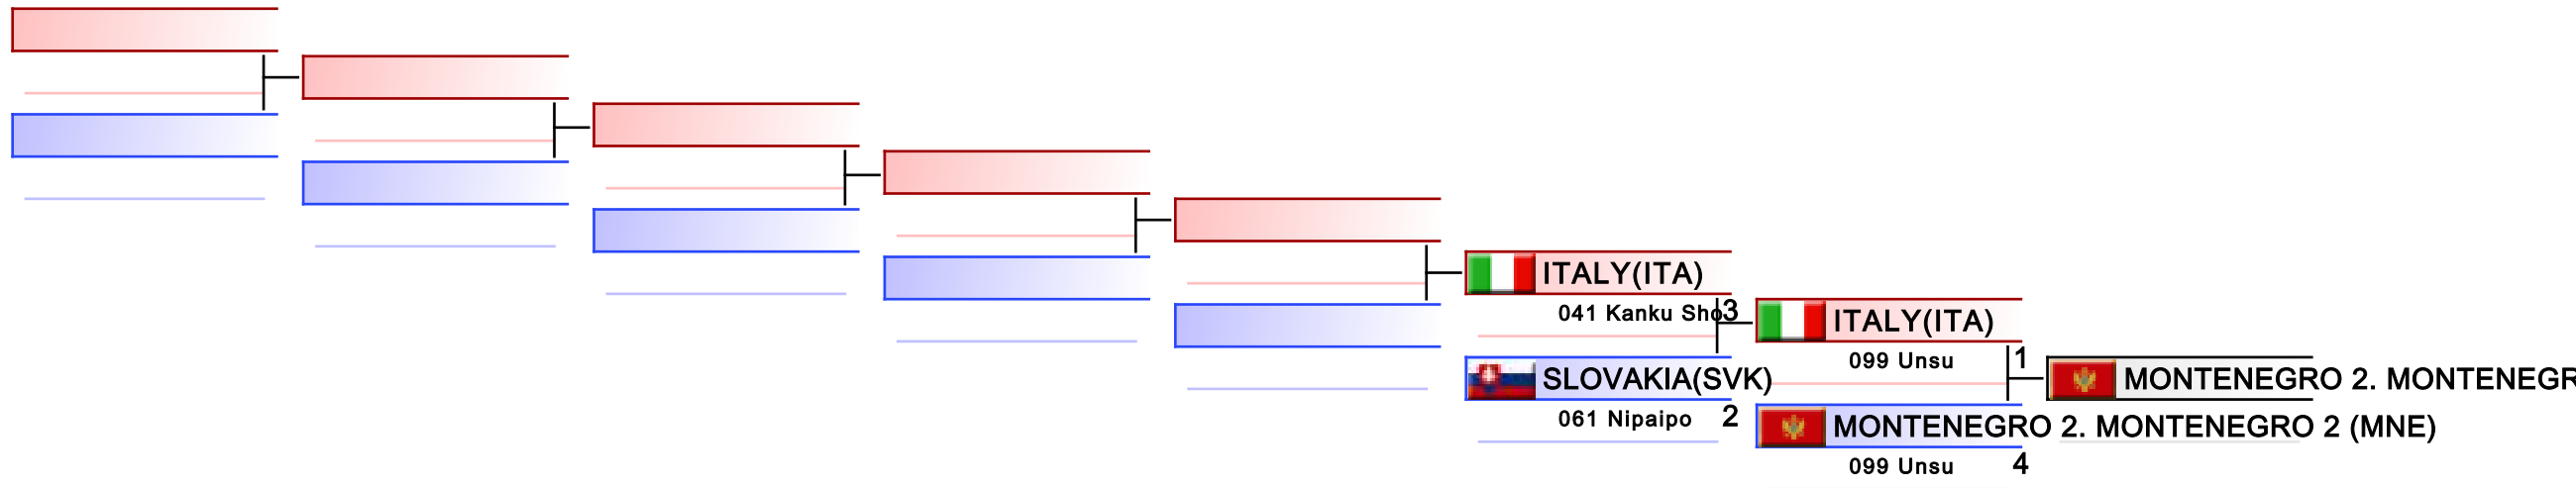 ITALY(ITA)
041 Kanku Sho 3
SLOVAKIA(SVK)
061 Nipaipo 2
ITALY(ITA)
099 Unsu 1
MONTENEGRO 2. MONTENEGRO 2 (MNE)
099 Unsu 4
MONTENEGRO 2. MONTENEGR